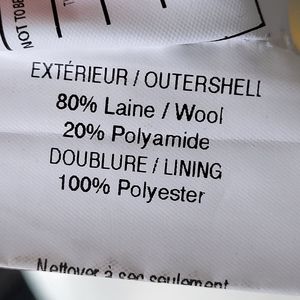 NOT TO BE
EXTÉRIEUR / OUTERSHELL
80% Laine / Wool
20% Polyamide
DOUBLURE / LINING
100% Polyester
Nettoyer à sec seulement